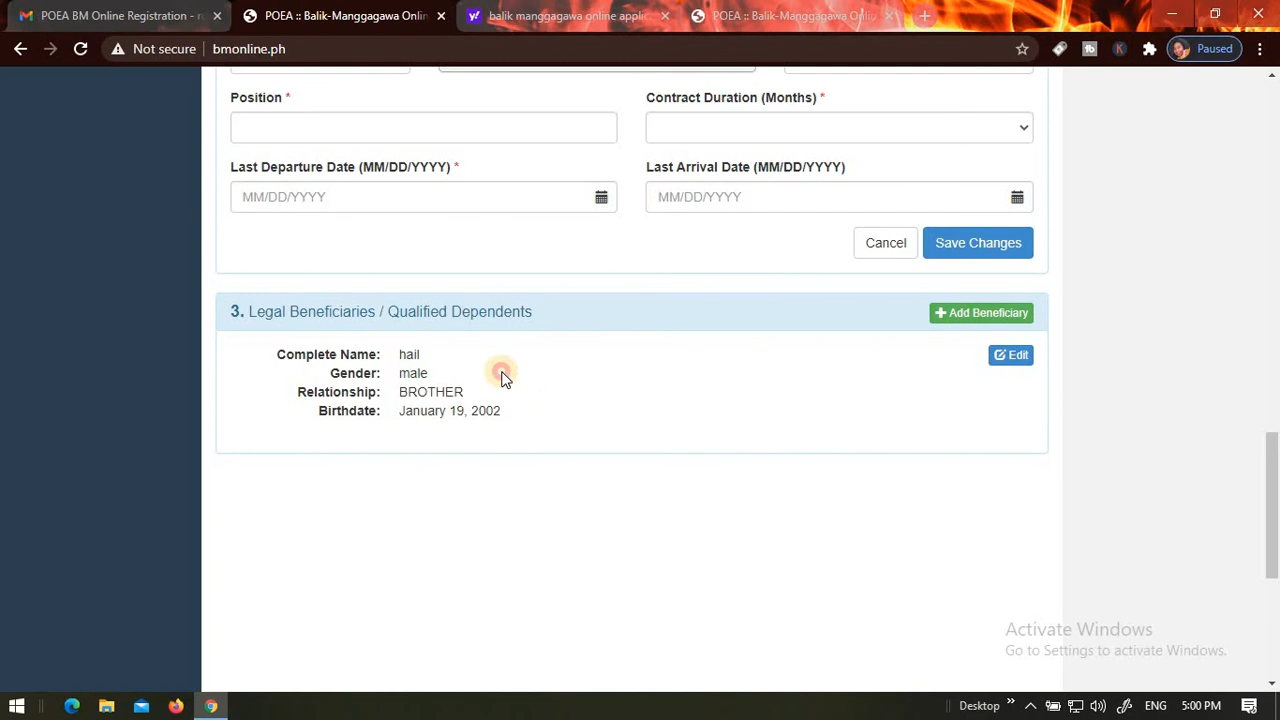 POEA BM Online Registration - ro
POEA :: Balik-Manggagawa Online
balik manggagawa online applic
POEA :: Balik-Manggagawa Onlin
Not secure bmonline.ph
Paused
Position *
Contract Duration (Months) *
Last Departure Date (MM/DD/YYYY) *
Last Arrival Date (MM/DD/YYYY)
MM/DD/YYYY
MM/DD/YYYY
Cancel
Save Changes
3. Legal Beneficiaries / Qualified Dependents
Add Beneficiary
Complete Name: hail
Edit
Gender: male
Relationship: BROTHER
Birthdate: January 19, 2002
Activate Windows
Go to Settings to activate Windows.
Desktop
ENG
5:00 PM